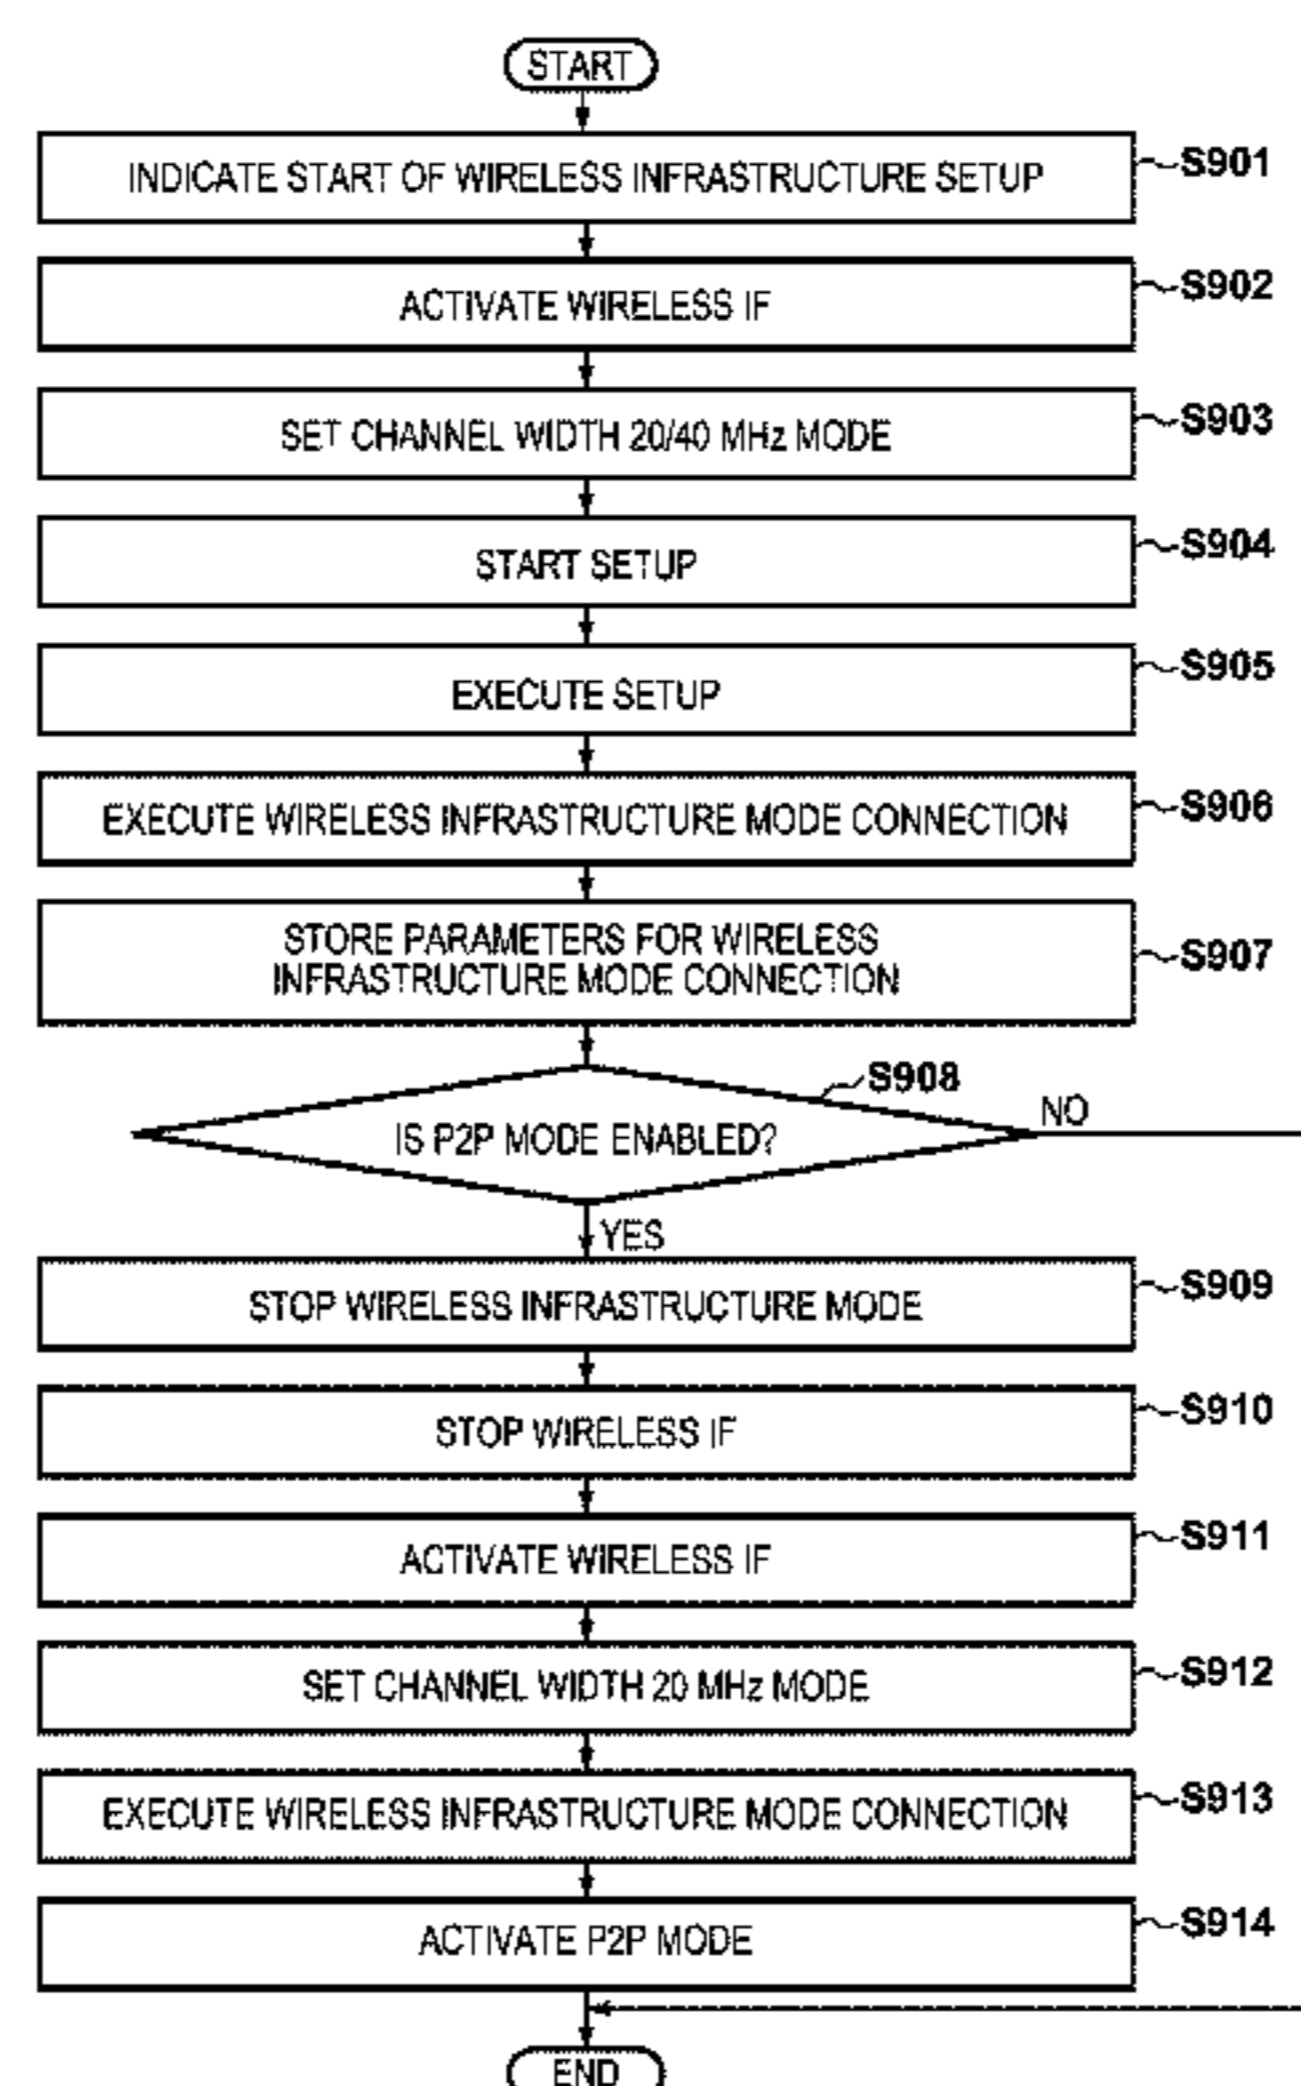 START
INDICATE START OF WIRELESS INFRASTRUCTURE SETUP
S901
ACTIVATE WIRELESS IF
S902
SET CHANNEL WIDTH 20/40 MHz MODE
S903
START SETUP
S904
EXECUTE SETUP
S905
EXECUTE WIRELESS INFRASTRUCTURE MODE CONNECTION
S906
STORE PARAMETERS FOR WIRELESS
INFRASTRUCTURE MODE CONNECTION
S907
S908
IS P2P MODE ENABLED?
NO
YES
STOP WIRELESS INFRASTRUCTURE MODE
S909
STOP WIRELESS IF
S910
ACTIVATE WIRELESS IF
S911
SET CHANNEL WIDTH 20 MHz MODE
S912
EXECUTE WIRELESS INFRASTRUCTURE MODE CONNECTION
S913
ACTIVATE P2P MODE
S914
END